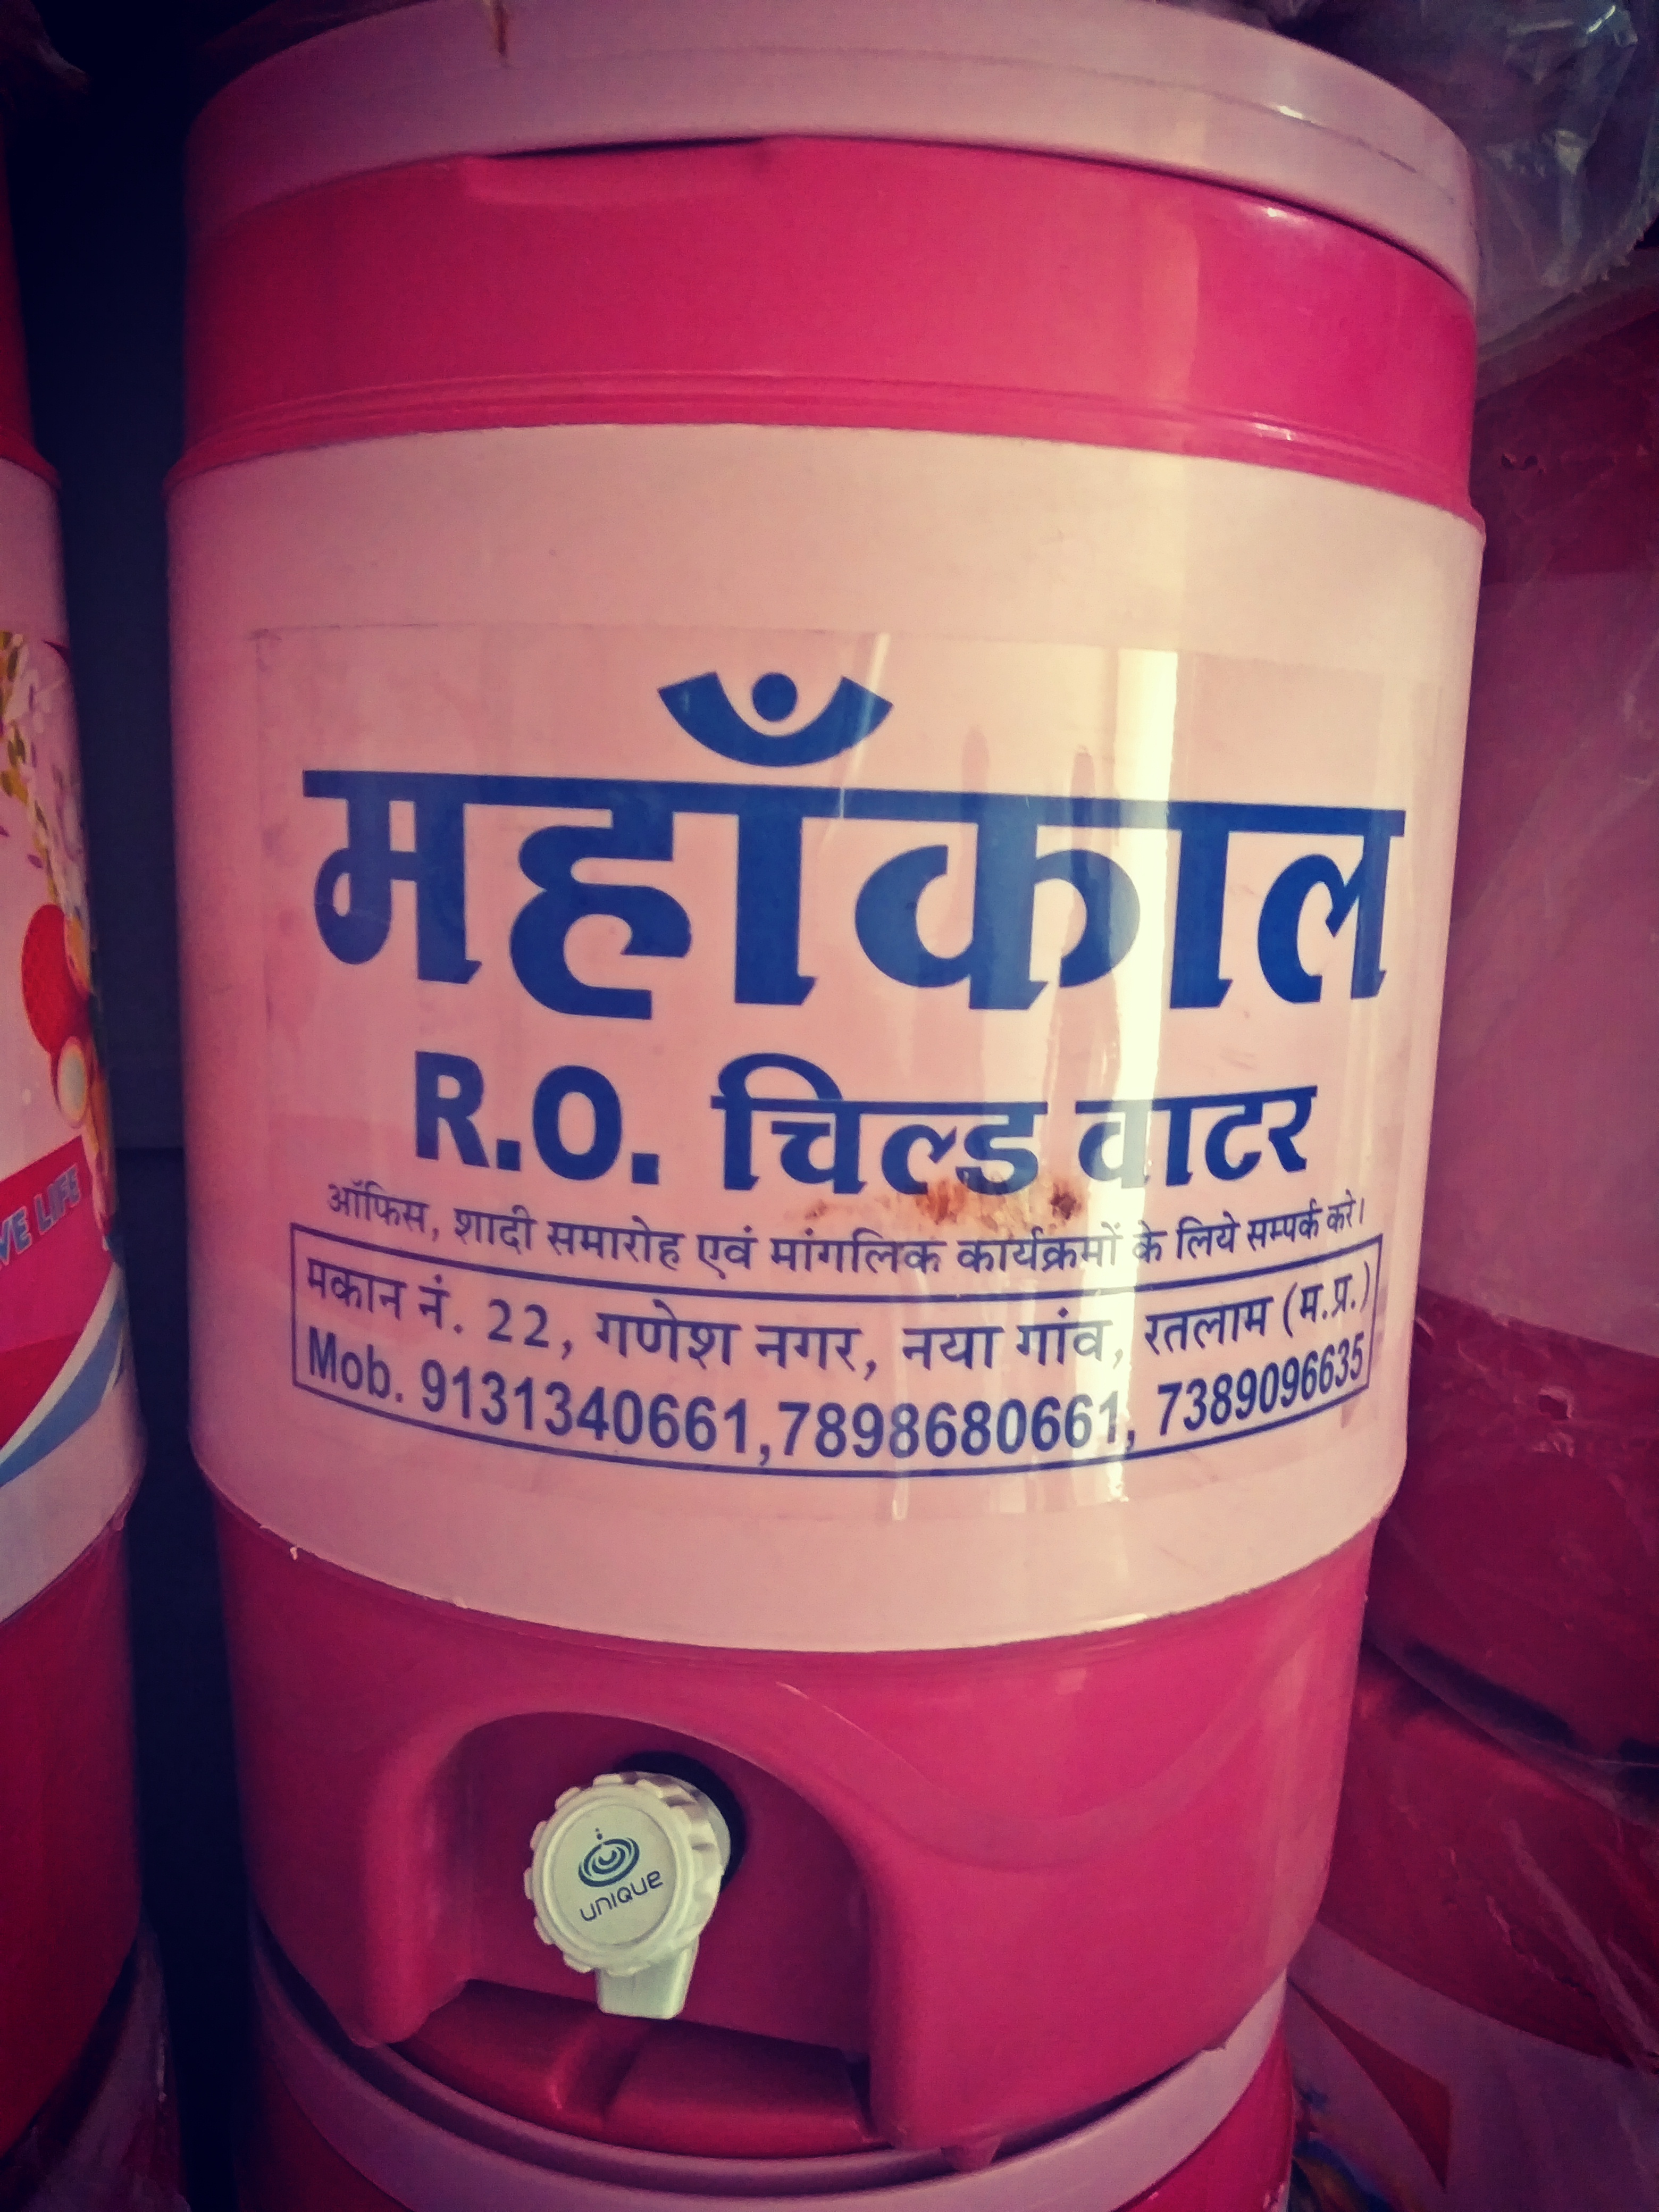 महाँकाल
R.O. चिल्ड वाटर
ऑफिस, शादी समारोह एवं मांगलिक कार्यक्रमों के लिये सम्पर्क करे।
मकान नं. 22, गणेश नगर, नया गांव, रतलाम (म.प्र.)
Mob. 9131340661,7898680661, 7389096635
UNIQUE
LIFE